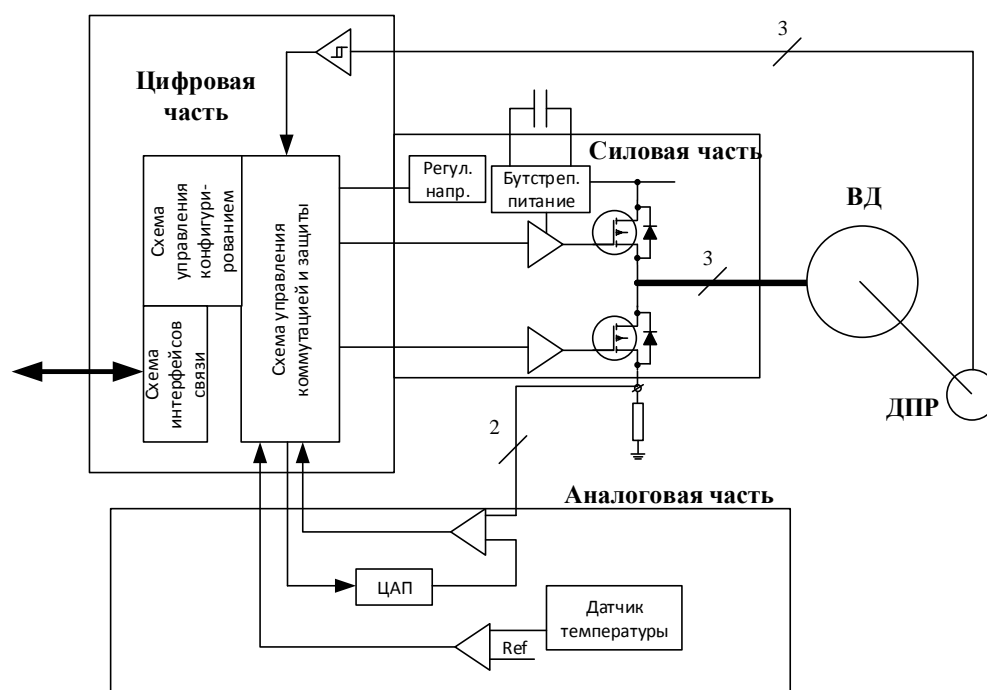 3
Цифровая
часть
Силовая часть
Регул.
напр.
Бутстреп.
питание
ВД
Схема
управления
конфигури-
рованием
Схема управления
коммутацией и защиты
3
Схема
интерфейсов
связи
ДПР
2
Аналоговая часть
ЦАП
Датчик
температуры
Ref